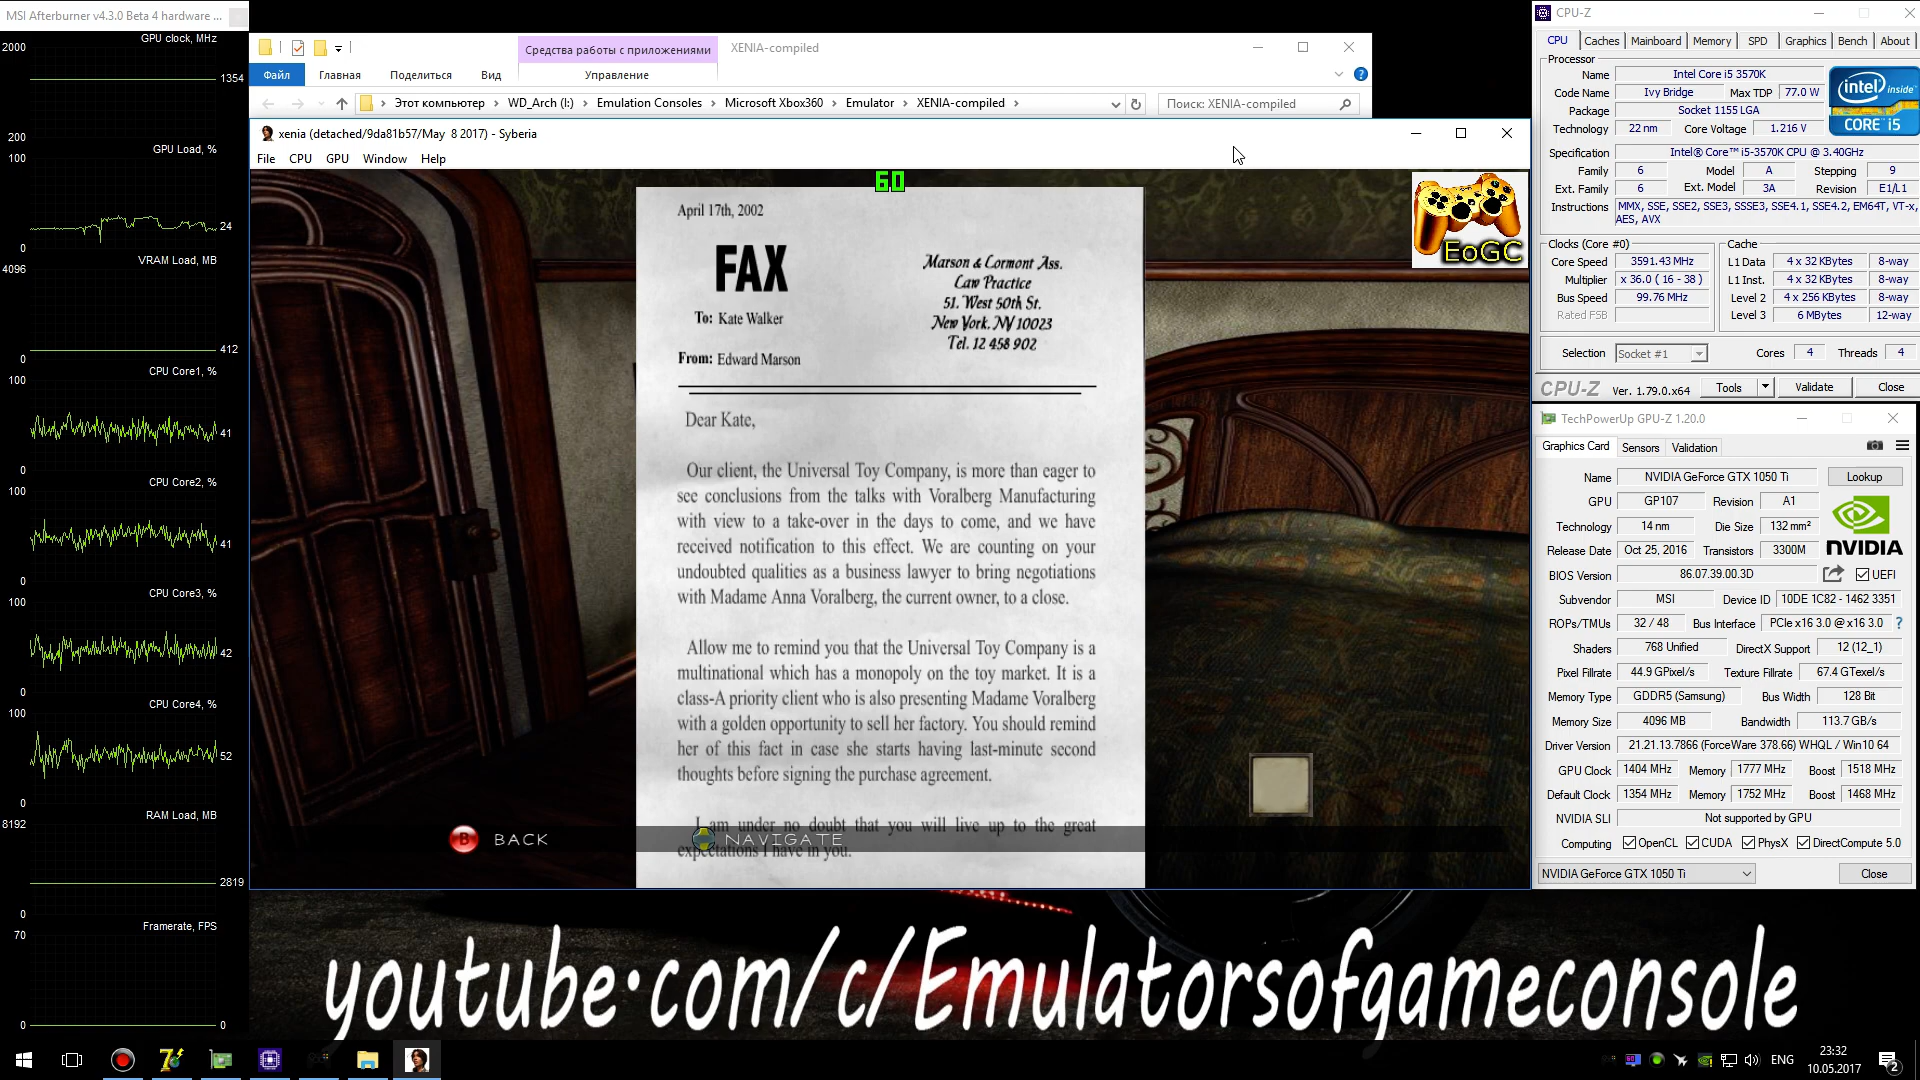 MSI Afterburner v4.3.0 Beta 4 hardware ...
GPU clock, MHz
2000
1354
200
GPU Load, %
100
24
0
VRAM Load, MB
4096
412
0
CPU Core1, %
100
41
0
CPU Core2, %
100
41
0
CPU Core3, %
100
42
0
CPU Core4, %
100
52
0
RAM Load, MB
8192
2819
0
Framerate, FPS
70
0
0
Средства работы с приложениями
XENIA-compiled
Файл
Главная
Поделиться
Вид
Управление
Этот компьютер > WD_Arch (I:) > Emulation Consoles > Microsoft Xbox360 > Emulator > XENIA-compiled >
Поиск: XENIA-compiled
xenia (detached/9da81b57/May 8 2017) - Syberia
File CPU GPU Window Help
60
EoGC
April 17th, 2002
FAX
Marson & Lormont Ass.
Law Practice
51. West 50th St.
New York. NY 10023
Tel. 12 458 902
To: Kate Walker
From: Edward Marson
Dear Kate,
Our client, the Universal Toy Company, is more than eager to
see conclusions from the talks with Voralberg Manufacturing
with view to a take-over in the days to come, and we have
received notification to this effect. We are counting on your
undoubted qualities as a business lawyer to bring negotiations
with Madame Anna Voralberg, the current owner, to a close.
Allow me to remind you that the Universal Toy Company is a
multinational which has a monopoly on the toy market. It is a
class-A priority client who is also presenting Madame Voralberg
with a golden opportunity to sell her factory. You should remind
her of this fact in case she starts having last-minute second
thoughts before signing the purchase agreement.
I am under no doubt that you will live up to the great
expectations I have in you.
B BACK
NAVIGATE
CPU-Z
CPU Caches Mainboard Memory SPD Graphics Bench About
Processor
Name Intel Core i5 3570K
Code Name Ivy Bridge Max TDP 77.0 W
Package Socket 1155 LGA
Technology 22 nm Core Voltage 1.216 V
intel inside™
CORE i5
Specification Intel® Core™ i5-3570K CPU @ 3.40GHz
Family 6 Model A Stepping 9
Ext. Family 6 Ext. Model 3A Revision E1/L1
Instructions MMX, SSE, SSE2, SSE3, SSSE3, SSE4.1, SSE4.2, EM64T, VT-x,
AES, AVX
Clocks (Core #0)
Core Speed 3591.43 MHz
Multiplier x 36.0 ( 16 - 38 )
Bus Speed 99.76 MHz
Rated FSB
Cache
L1 Data 4 x 32 KBytes 8-way
L1 Inst. 4 x 32 KBytes 8-way
Level 2 4 x 256 KBytes 8-way
Level 3 6 MBytes 12-way
Selection Socket #1 Cores 4 Threads 4
CPU-Z Ver. 1.79.0.x64 Tools Validate Close
TechPowerUp GPU-Z 1.20.0
Graphics Card Sensors Validation
Name NVIDIA GeForce GTX 1050 Ti Lookup
GPU GP107 Revision A1
Technology 14 nm Die Size 132 mm²
Release Date Oct 25, 2016 Transistors 3300M
NVIDIA
BIOS Version 86.07.39.00.3D UEFI
Subvendor MSI Device ID 10DE 1C82 - 1462 3351
ROPs/TMUs 32 / 48 Bus Interface PCIe x16 3.0 @ x16 3.0 ?
Shaders 768 Unified DirectX Support 12 (12_1)
Pixel Fillrate 44.9 GPixel/s Texture Fillrate 67.4 GTexel/s
Memory Type GDDR5 (Samsung) Bus Width 128 Bit
Memory Size 4096 MB Bandwidth 113.7 GB/s
Driver Version 21.21.13.7866 (ForceWare 378.66) WHQL / Win10 64
GPU Clock 1404 MHz Memory 1777 MHz Boost 1518 MHz
Default Clock 1354 MHz Memory 1752 MHz Boost 1468 MHz
NVIDIA SLI Not supported by GPU
Computing OpenCL CUDA PhysX DirectCompute 5.0
NVIDIA GeForce GTX 1050 Ti Close
youtube.com/c/Emulatorsofgameconsole
ENG
23:32
10.05.2017
2